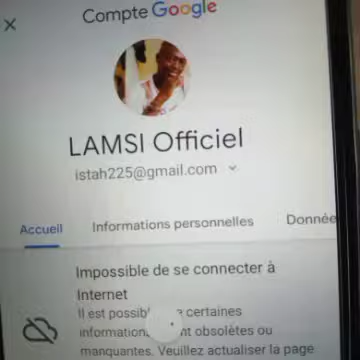 Compte Google
LAMSI Officiel
istah225@gmail.com
Accueil Informations personnelles Donnée
Impossible de se connecter à
Internet
Il est possib e certaines
information nt obsolètes ou
manquantes. Veuillez actualiser la page